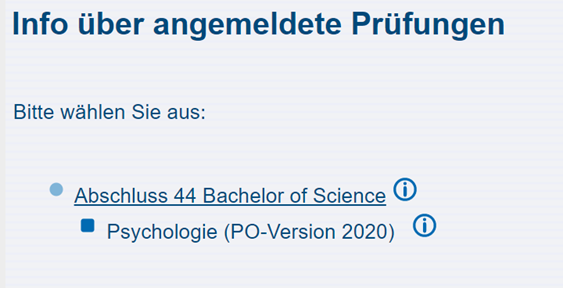 Info über angemeldete Prüfungen
Bitte wählen Sie aus:
Abschluss 44 Bachelor of Science
Psychologie (PO-Version 2020)